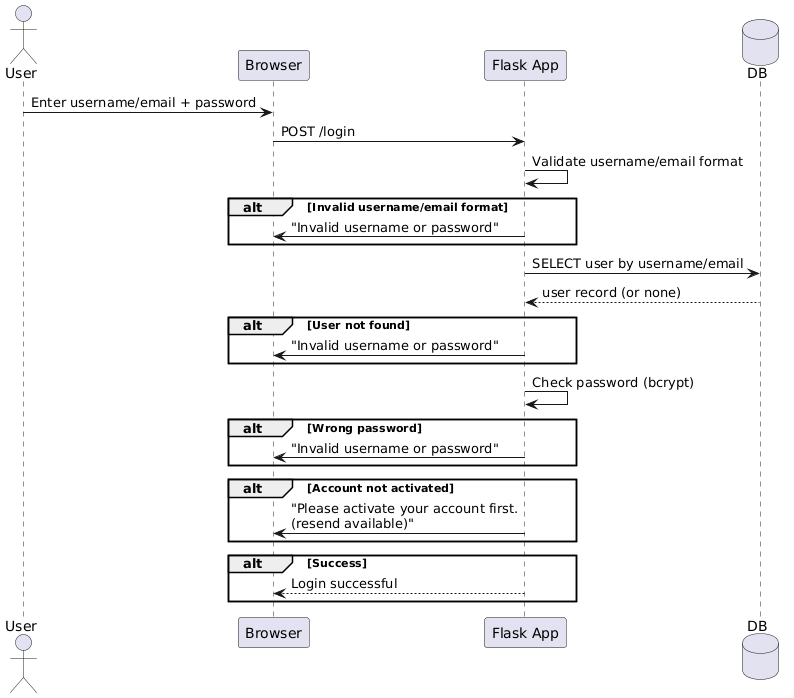 User
Browser
Flask App
DB
Enter username/email + password
POST /login
Validate username/email format
alt [Invalid username/email format]
"Invalid username or password"
SELECT user by username/email
user record (or none)
alt [User not found]
"Invalid username or password"
Check password (bcrypt)
alt [Wrong password]
"Invalid username or password"
alt [Account not activated]
"Please activate your account first.
(resend available)"
alt [Success]
Login successful
User
Browser
Flask App
DB